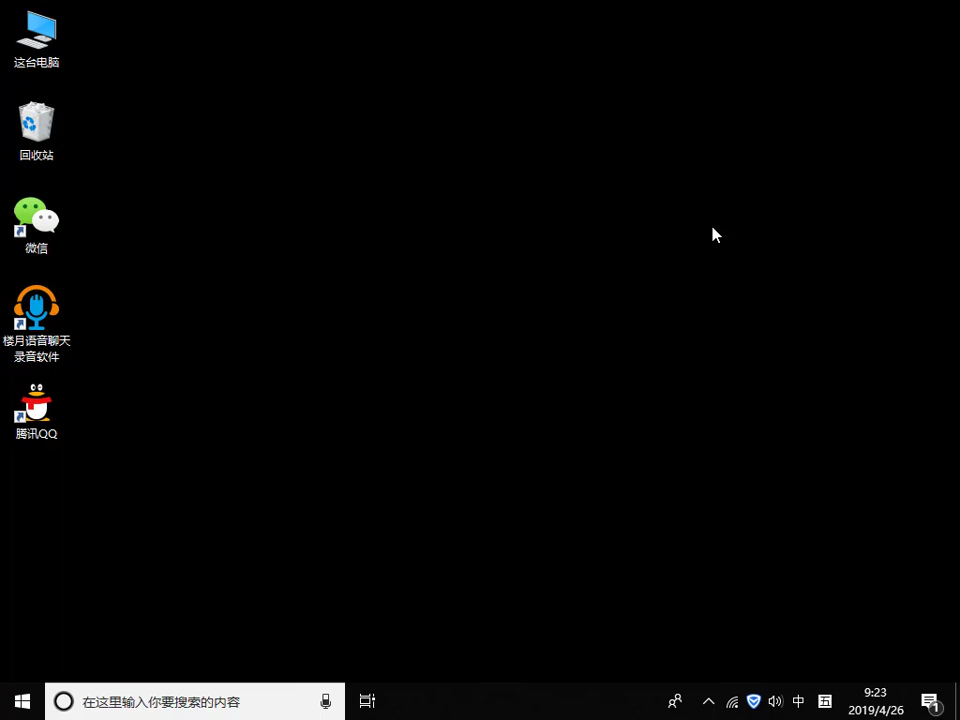 这台电脑
回收站
微信
楼月语音聊天
录音软件
腾讯QQ
在这里输入你要搜索的内容
中
五
9:23
2019/4/26
1